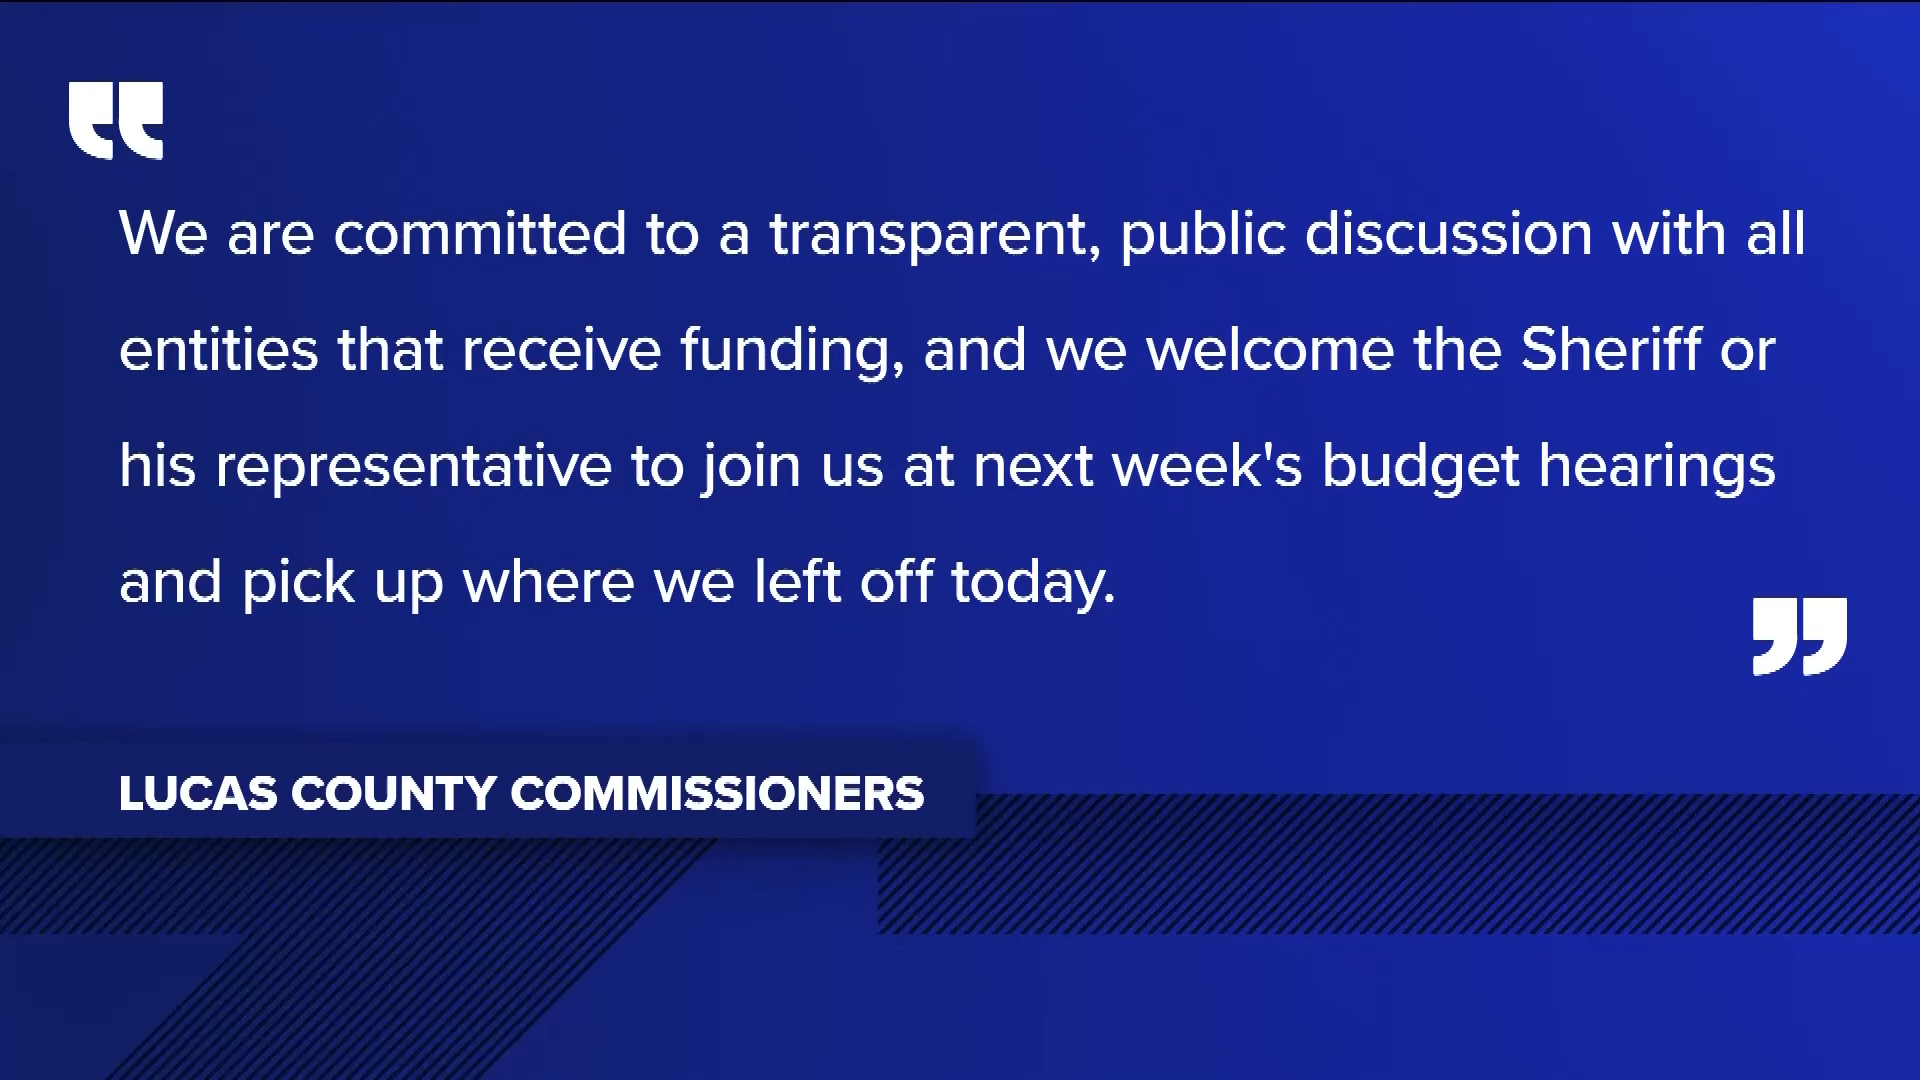 “
We are committed to a transparent, public discussion with all
entities that receive funding, and we welcome the Sheriff or
his representative to join us at next week's budget hearings
and pick up where we left off today.
”
LUCAS COUNTY COMMISSIONERS